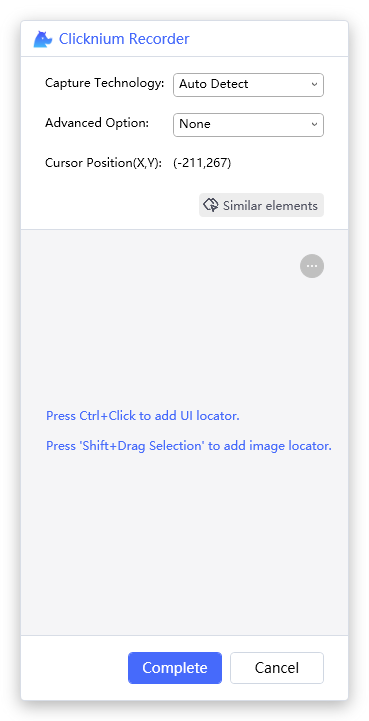 Clicknium Recorder
Capture Technology: Auto Detect
Advanced Option: None
Cursor Position(X,Y): (-211,267)
Similar elements
Press Ctrl+Click to add UI locator.
Press 'Shift+Drag Selection' to add image locator.
Complete Cancel